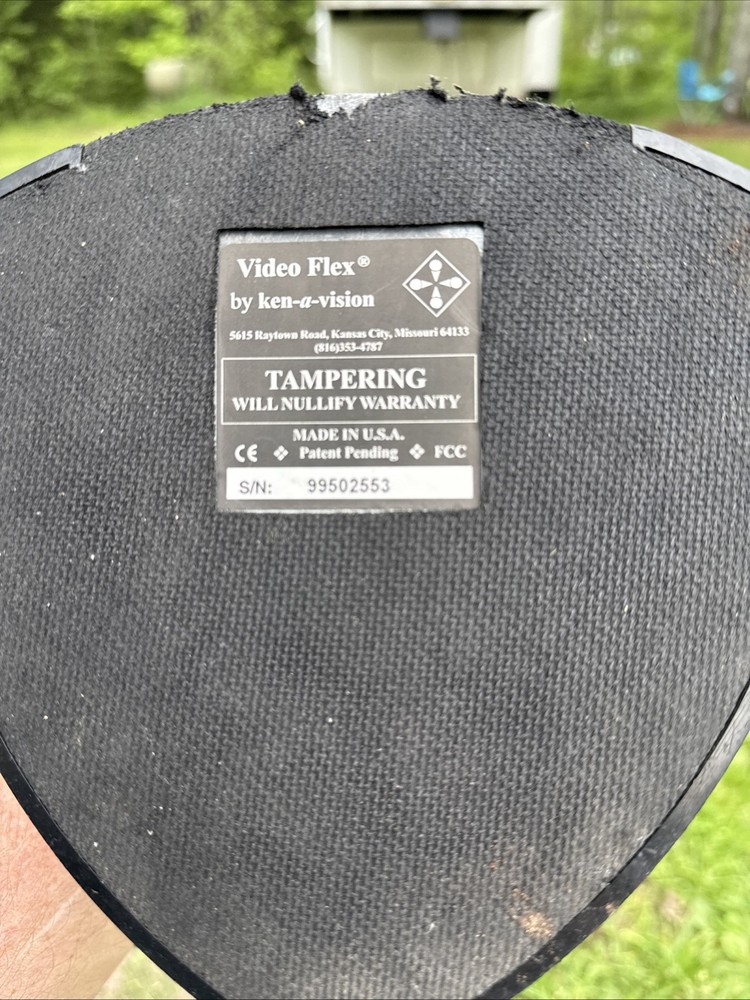 Video Flex®
by ken-a-vision
5615 Raytown Road, Kansas City, Missouri 64133
(816)353-4787
TAMPERING
WILL NULLIFY WARRANTY
MADE IN U.S.A.
CE ❖ Patent Pending ❖ FCC
S/N: 99502553